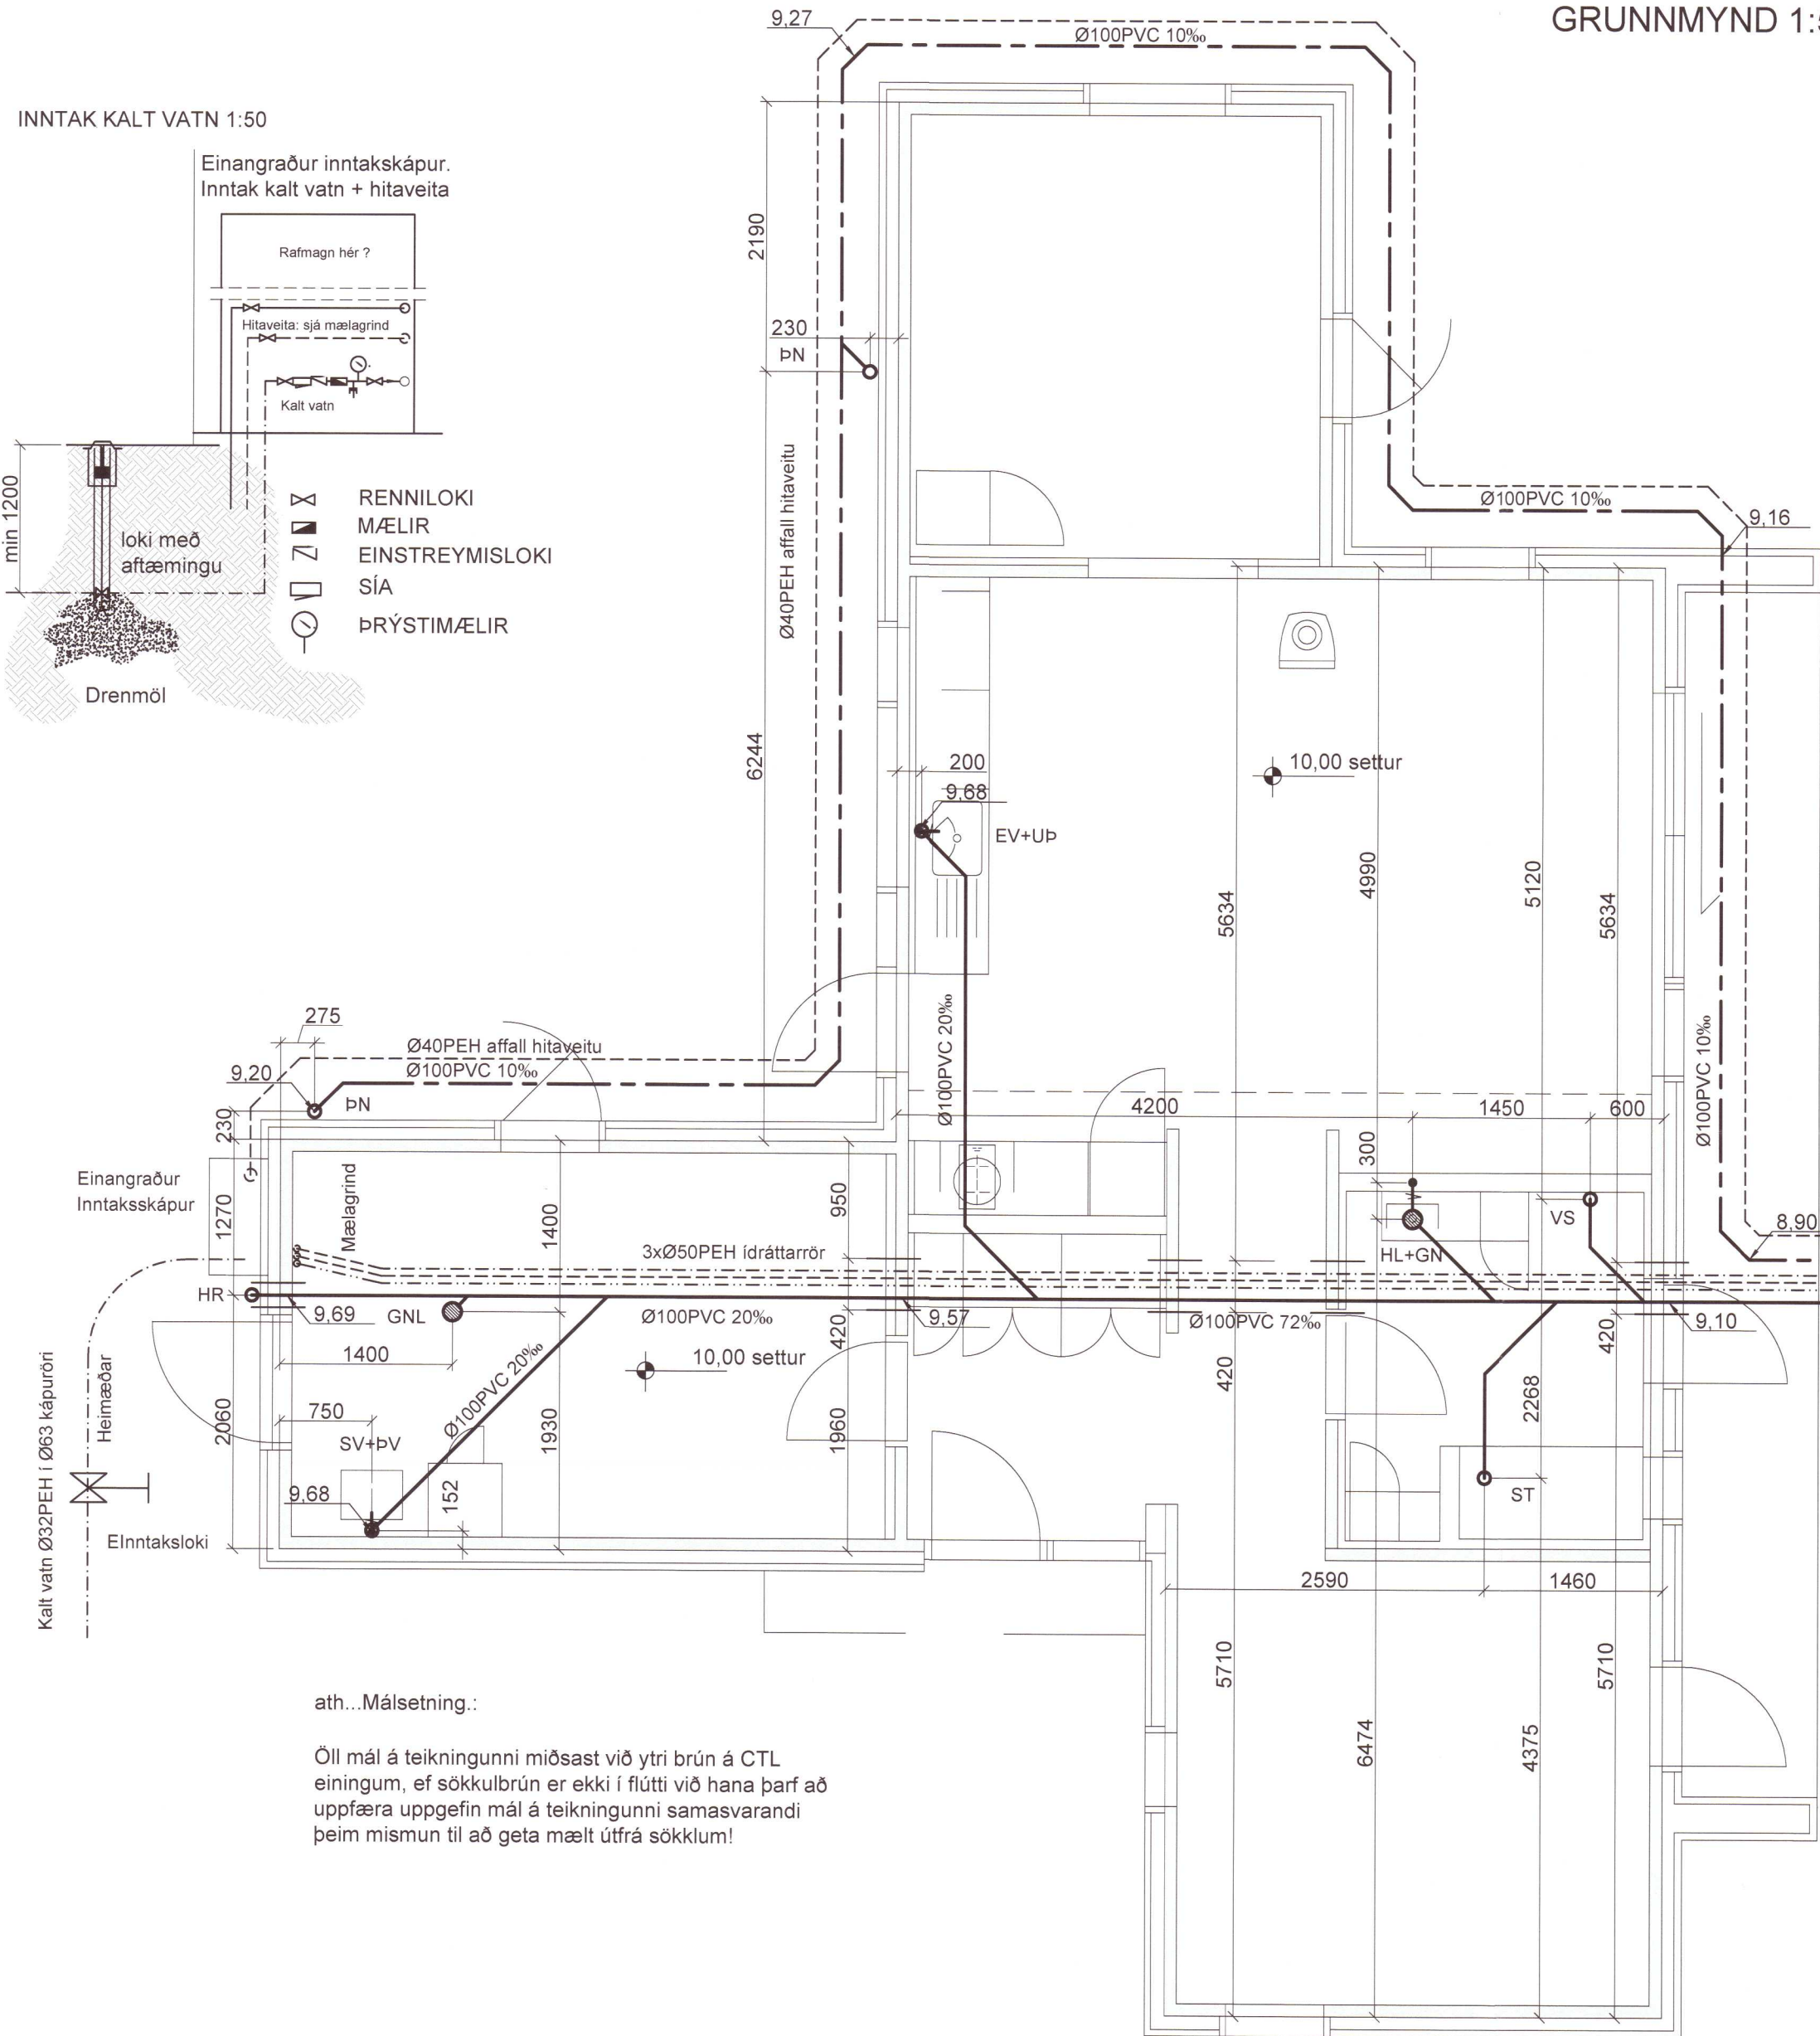 GRUNNMYND 1:
INNTAK KALT VATN 1:50
Einangraður inntakskápur.
Inntak kalt vatn + hitaveita
Rafmagn hér ?
Hitaveita: sjá mælagrind
Kalt vatn
min 1200
loki með
aftæmingu
Drenmöl
RENNILOKI
MÆLIR
EINSTREYMISLOKI
SÍA
ÞRÝSTIMÆLIR
9,27
Ø100PVC 10‰
2190
230
ÞN
Ø40PEH affall hitaveitu
6244
Ø100PVC 10‰
9,16
200
9,68
EV+UÞ
10,00 settur
5634
4990
5120
5634
Ø100PVC 20‰
Ø100PVC 10‰
275
Ø40PEH affall hitaveitu
Ø100PVC 10‰
9,20
ÞN
230
4200
1450
600
300
Einangraður
Inntaksskápur
1270
Mælagrind
1400
950
3xØ50PEH ídráttarrör
VS
HL+GN
8,90
HR
9,69
GNL
Ø100PVC 20‰
420
9,57
Ø100PVC 72‰
9,10
420
420
1400
10,00 settur
Ø100PVC 20‰
Kalt vatn Ø32PEH í Ø63 kápuröri
Heimæðar
2060
750
SV+ÞV
1930
1960
2268
9,68
152
ST
EInntaksloki
2590
1460
5710
6474
4375
5710
ath...Málsetning.:
Öll mál á teikningunni miðsast við ytri brún á CTL
einingum, ef sökkulbrún er ekki í flútti við hana þarf að
uppfæra uppgefin mál á teikningunni samasvarandi
þeim mismun til að geta mælt útfrá sökklum!